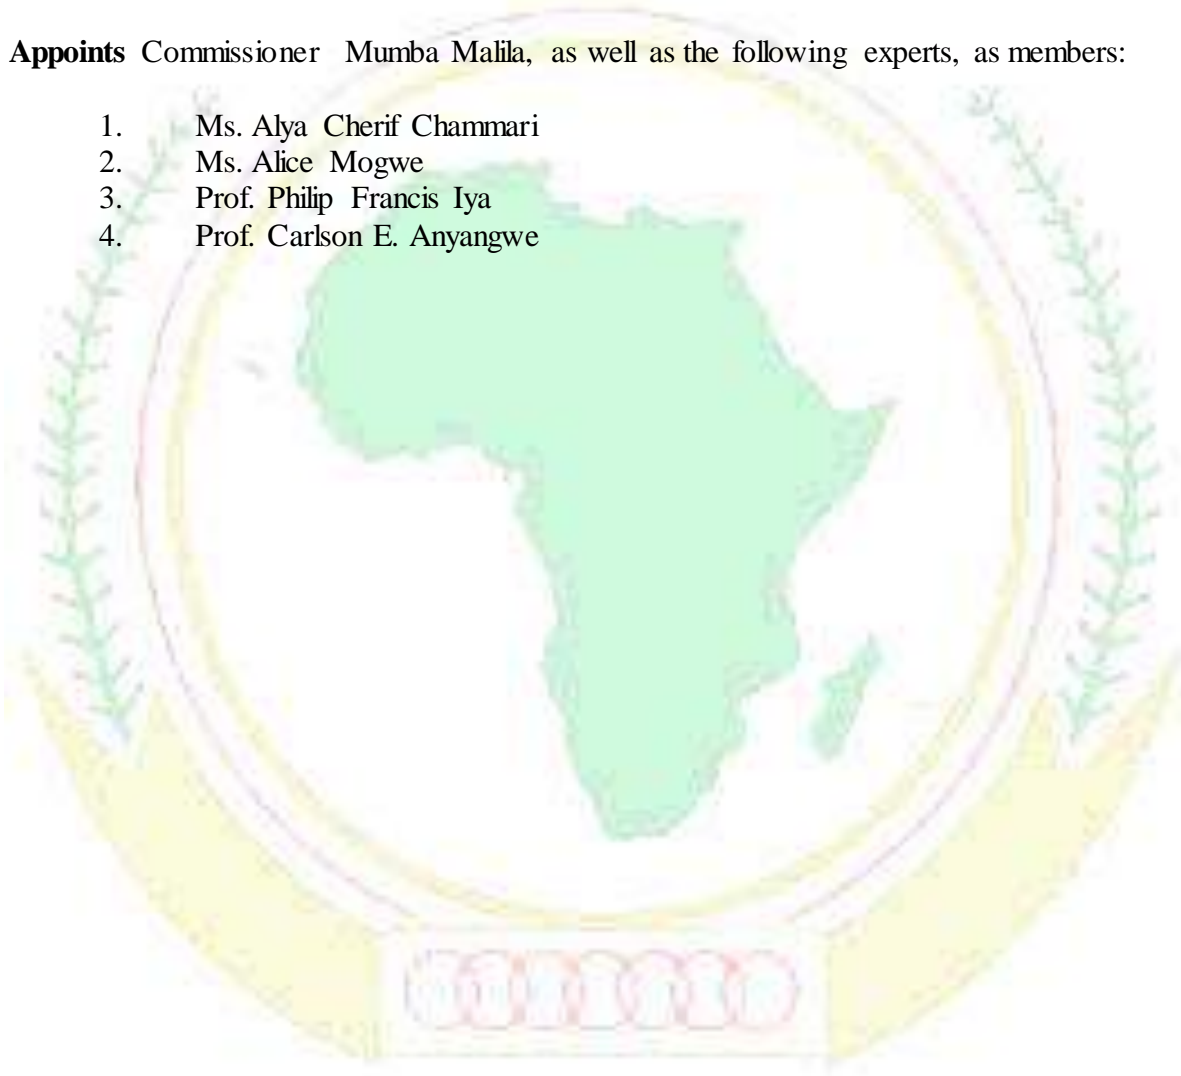 Appoints Commissioner Mumba Malila, as well as the following experts, as members:
1. Ms. Alya Cherif Chammari
2. Ms. Alice Mogwe
3. Prof. Philip Francis Iya
4. Prof. Carlson E. Anyangwe